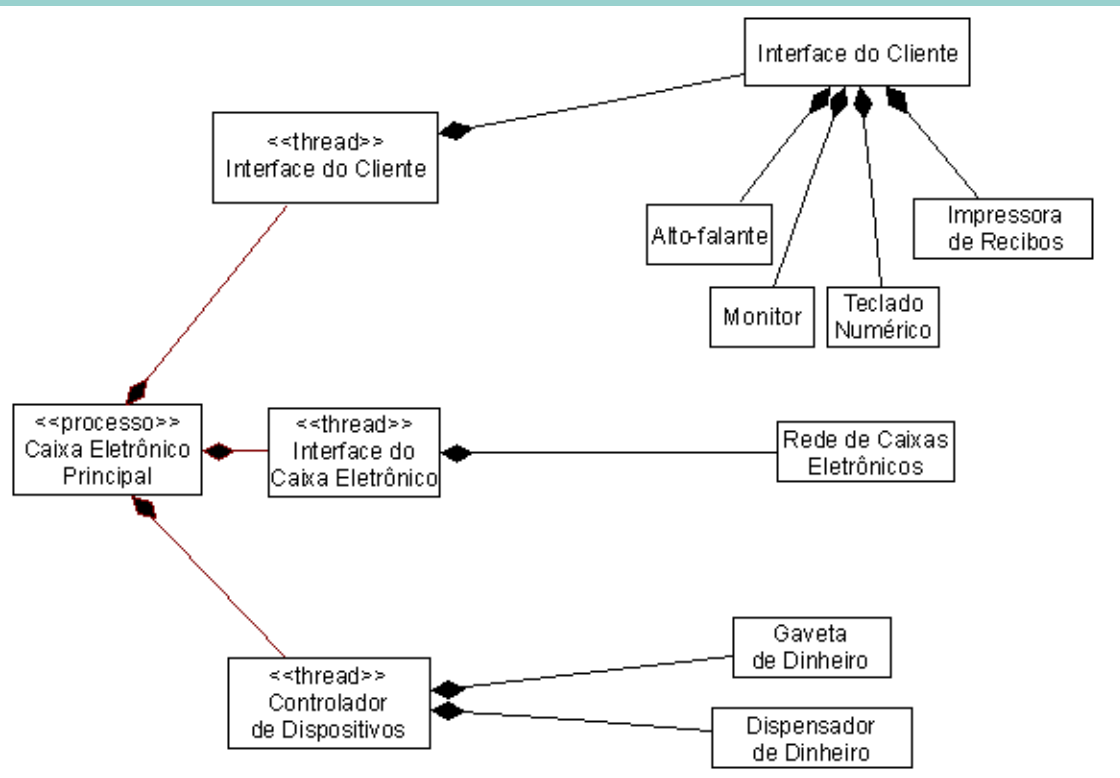 Interface do Cliente
<<thread>>
Interface do Cliente
Alto-falante
Impressora
de Recibos
Monitor
Teclado
Numérico
<<processo>>
Caixa Eletrônico
Principal
<<thread>>
Interface do
Caixa Eletrônico
Rede de Caixas
Eletrônicos
<<thread>>
Controlador
de Dispositivos
Gaveta
de Dinheiro
Dispensador
de Dinheiro